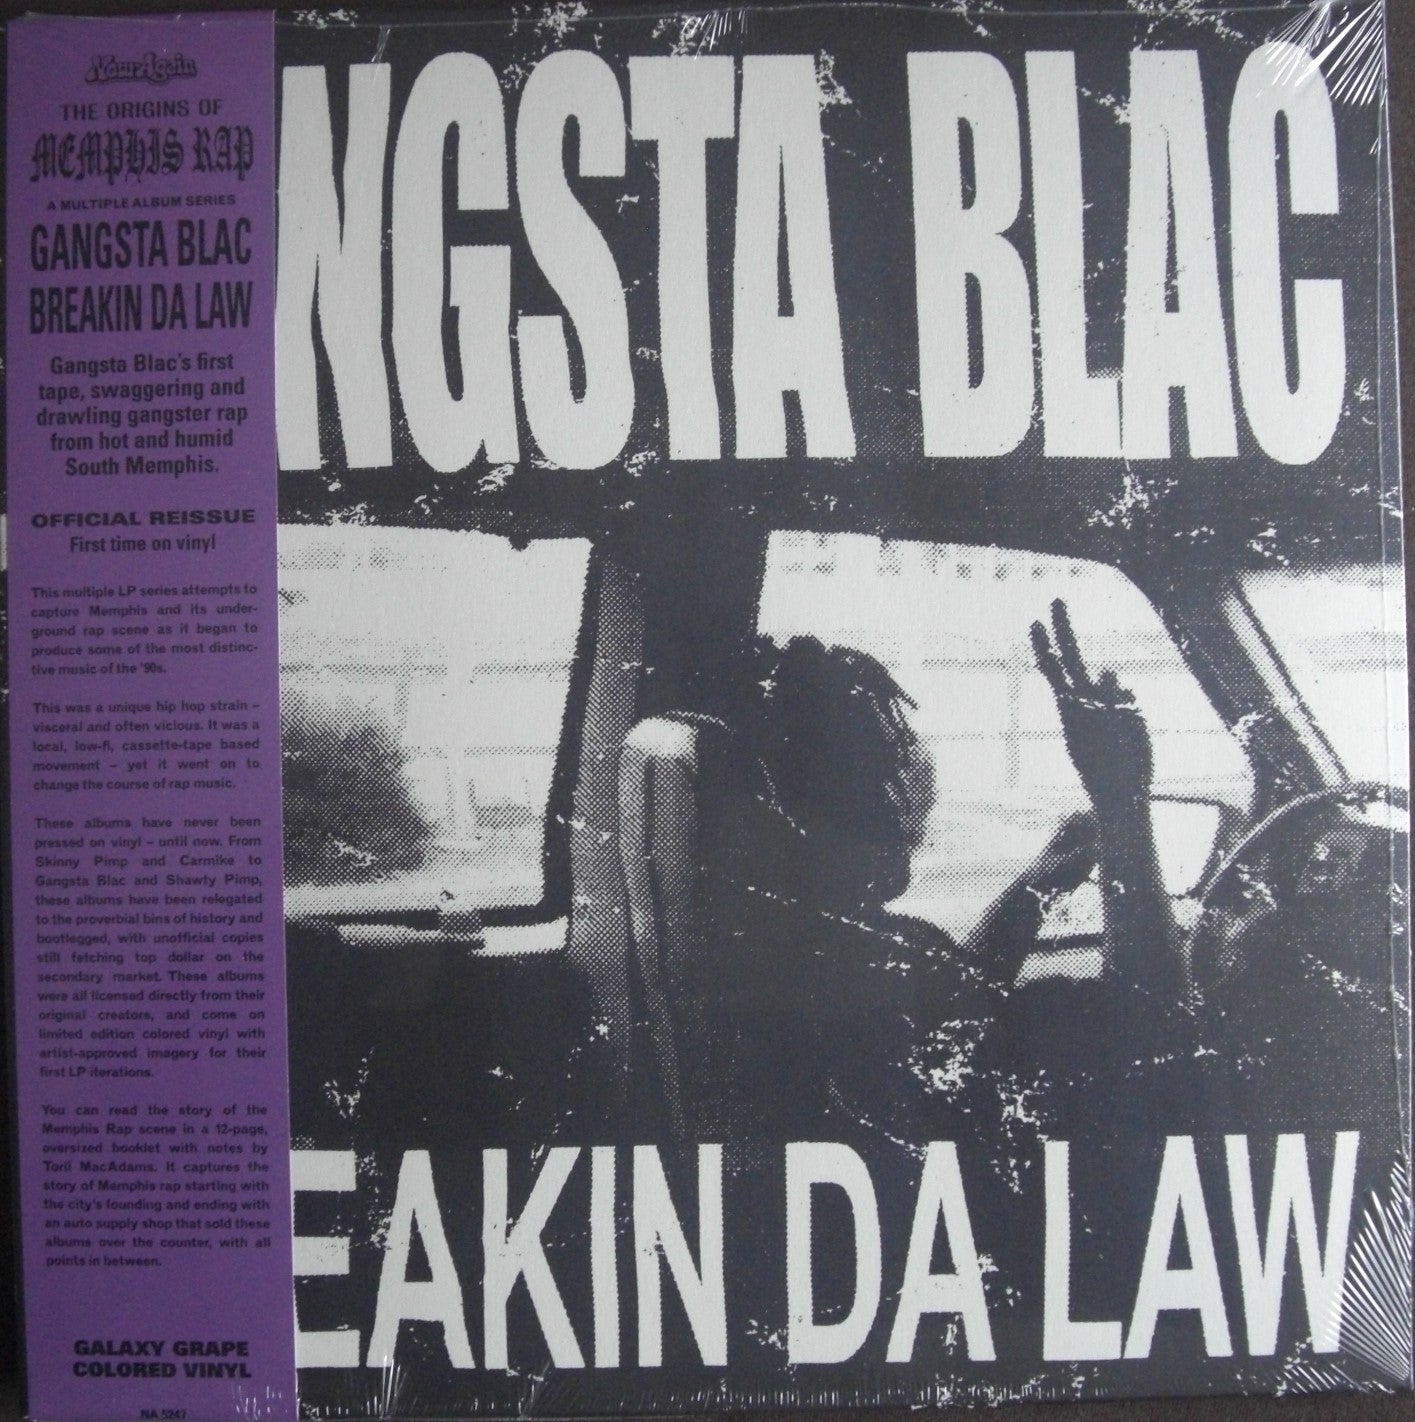 Now-Again
THE ORIGINS OF
MEMPHIS RAP
A MULTIPLE ALBUM SERIES
GANGSTA BLAC
BREAKIN DA LAW
Gangsta Blac's first
tape, swaggering and
drawling gangster rap
from hot and humid
South Memphis.
OFFICIAL REISSUE
First time on vinyl
This multiple LP series attempts to
capture Memphis and its under-
ground rap scene as it began to
produce some of the most distinc-
tive music of the '90s.
This was a unique hip hop strain –
visceral and often vicious. It was a
local, low-fi, cassette-tape based
movement – yet it went on to
change the course of rap music.
These albums have never been
pressed on vinyl – until now. From
Skinny Pimp and Carmike to
Gangsta Blac and Shawty Pimp,
these albums have been relegated
to the proverbial bins of history and
bootlegged, with unofficial copies
still fetching top dollar on the
secondary market. These albums
were all licensed directly from their
original creators, and come on
limited edition colored vinyl with
artist-approved imagery for their
first LP iterations.
You can read the story of the
Memphis Rap scene in a 12-page,
oversized booklet with notes by
Torii MacAdams. It captures the
story of Memphis rap starting with
the city's founding and ending with
an auto supply shop that sold these
albums over the counter, with all
points in between.
GALAXY GRAPE
COLORED VINYL
NA 5247
NGSTA BLAC
EAKIN DA LAW